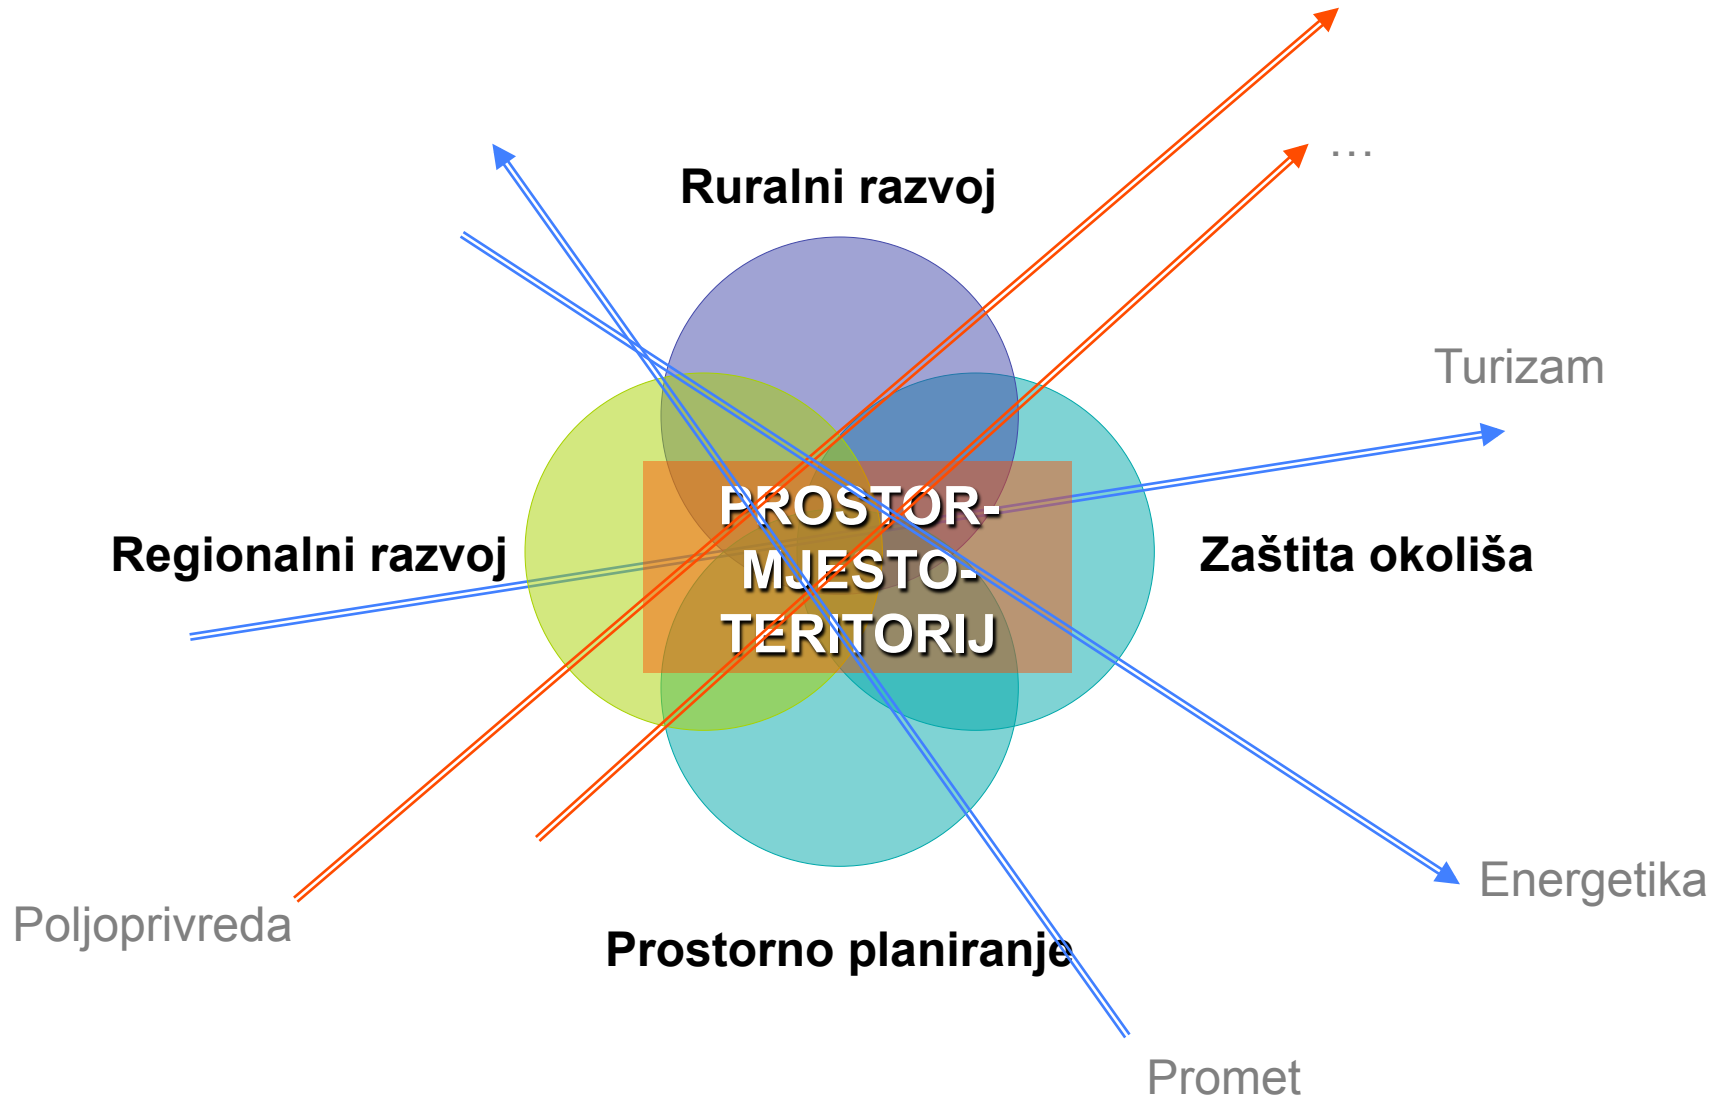 …
Ruralni razvoj
Turizam
PROSTOR-
MJESTO-
TERITORIJ
Regionalni razvoj
Zaštita okoliša
Energetika
Poljoprivreda
Prostorno planiranje
Promet